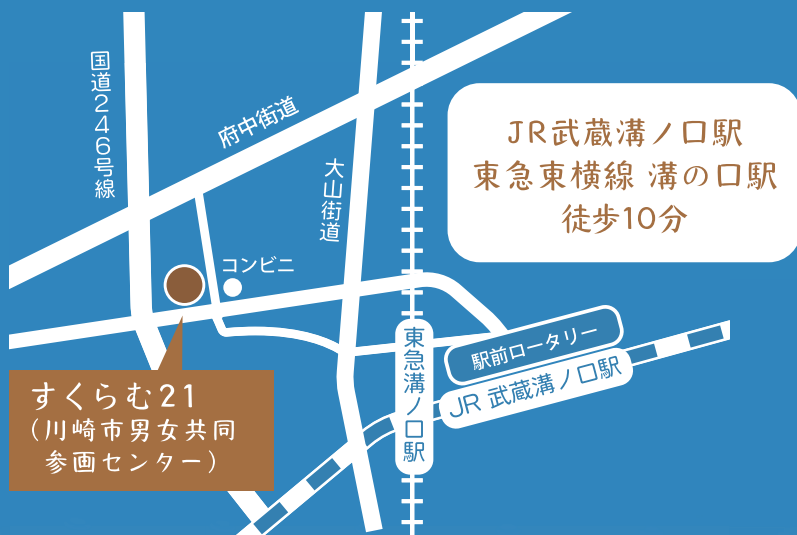 国道246号線
府中街道
大山街道
コンビニ
JR武蔵溝ノ口駅
東急東横線 溝の口駅
徒歩10分
駅前ロータリー
JR 武蔵溝ノ口駅
東急溝ノ口駅
すくらむ21
(川崎市男女共同
参画センター)